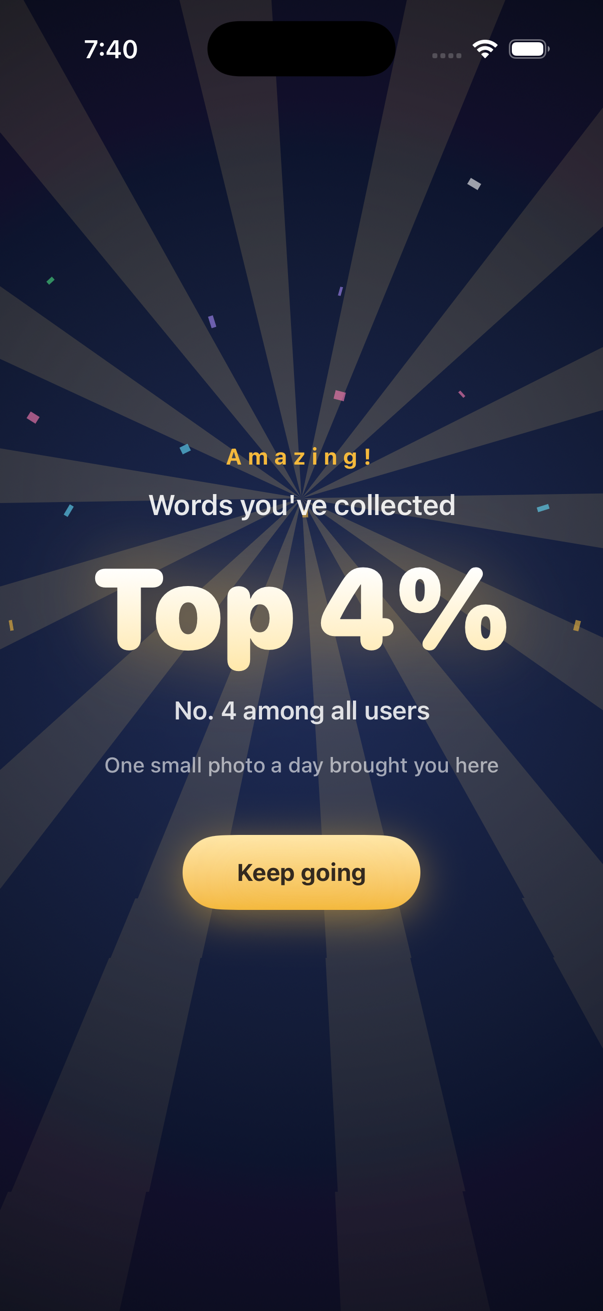 7:40
Amazing!
Words you've collected
Top 4%
No. 4 among all users
One small photo a day brought you here
Keep going